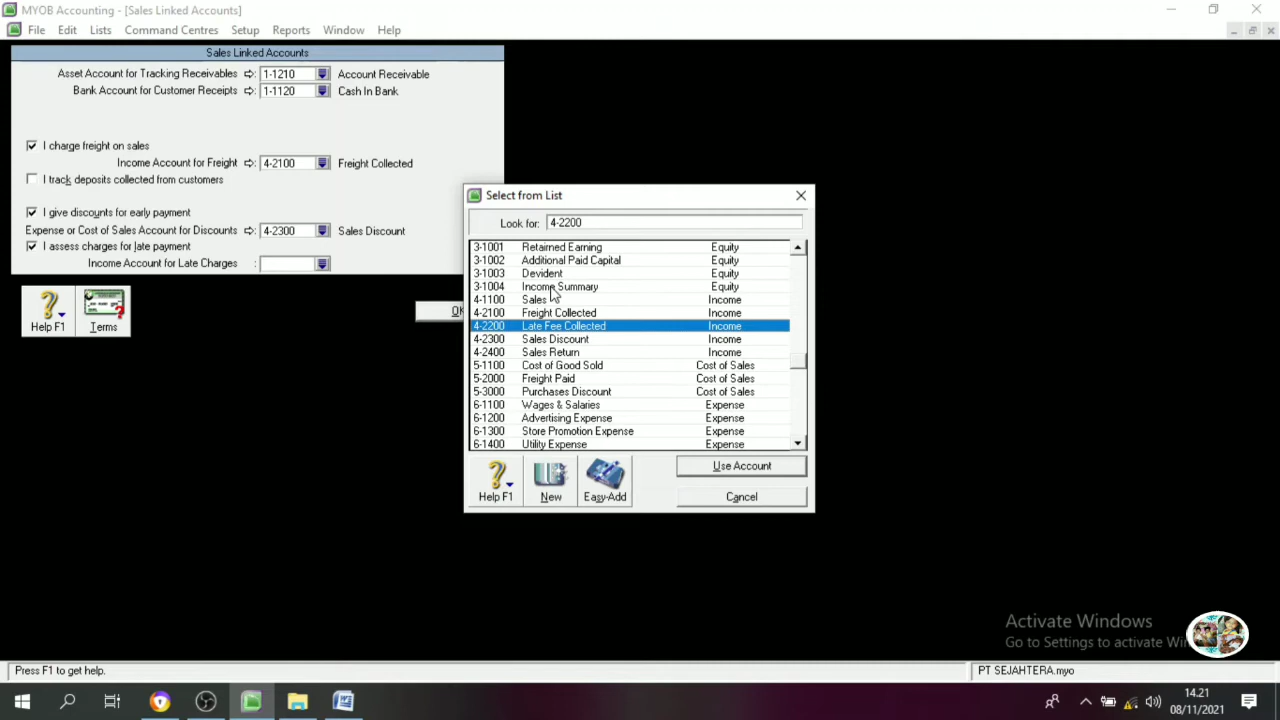 MYOB Accounting - [Sales Linked Accounts]
File Edit Lists Command Centres Setup Reports Window Help
Sales Linked Accounts
Asset Account for Tracking Receivables 1-1210 Account Receivable
Bank Account for Customer Receipts 1-1120 Cash In Bank
I charge freight on sales
Income Account for Freight 4-2100 Freight Collected
I track deposits collected from customers
I give discounts for early payment
Expense or Cost of Sales Account for Discounts 4-2300 Sales Discount
I assess charges for late payment
Income Account for Late Charges :
Help F1 Terms
Select from List
Look for: 4-2200
3-1001 Retairned Earning Equity
3-1002 Additional Paid Capital Equity
3-1003 Devident Equity
3-1004 Income Summary Equity
4-1100 Sales Income
4-2100 Freight Collected Income
4-2200 Late Fee Collected Income
4-2300 Sales Discount Income
4-2400 Sales Return Income
5-1100 Cost of Good Sold Cost of Sales
5-2000 Freight Paid Cost of Sales
5-3000 Purchases Discount Cost of Sales
6-1100 Wages & Salaries Expense
6-1200 Advertising Expense Expense
6-1300 Store Promotion Expense Expense
6-1400 Utility Expense Expense
Use Account
Help F1 New Easy-Add Cancel
Activate Windows
Go to Settings to activate
Press F1 to get help. PT SEJAHTERA.myo
14.21
08/11/2021